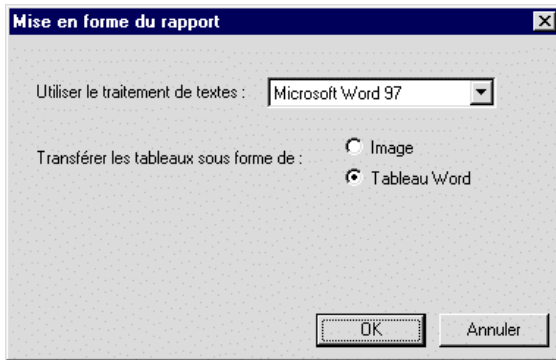 Mise en forme du rapport
Utiliser le traitement de textes :
Microsoft Word 97
Transférer les tableaux sous forme de :
Image
Tableau Word
OK
Annuler